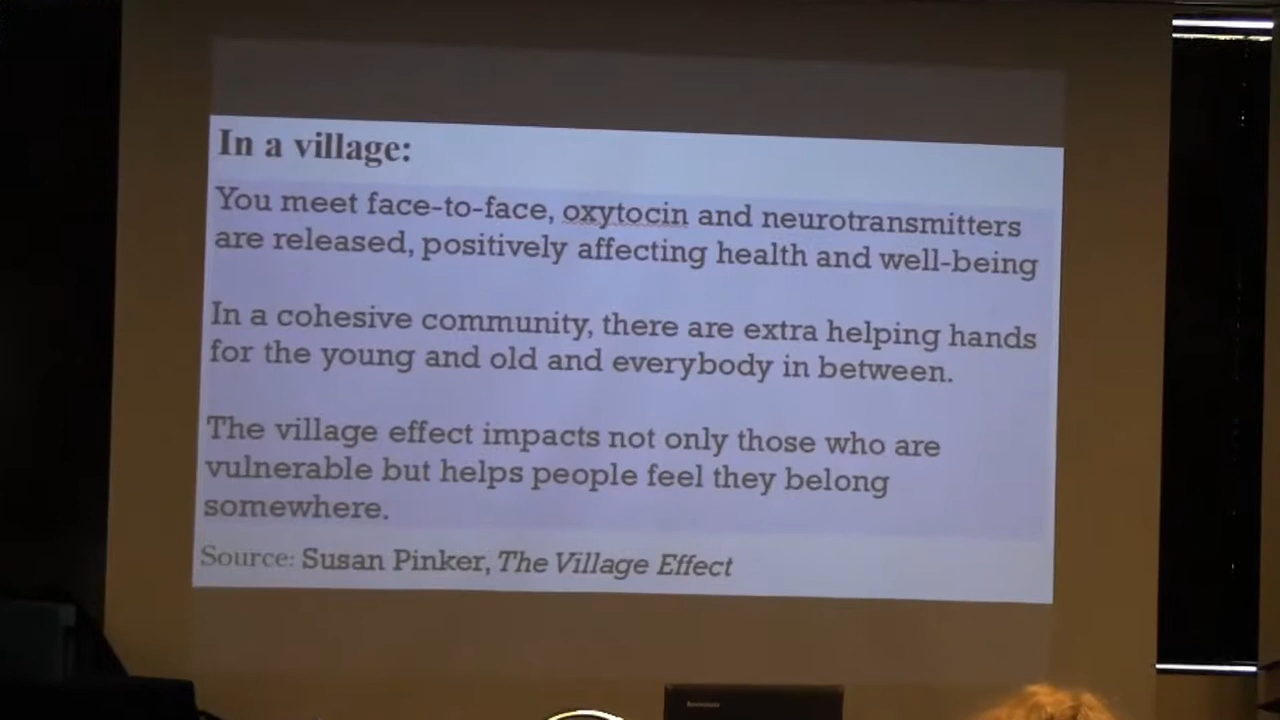 In a village:
You meet face-to-face, oxytocin and neurotransmitters
are released, positively affecting health and well-being
In a cohesive community, there are extra helping hands
for the young and old and everybody in between.
The village effect impacts not only those who are
vulnerable but helps people feel they belong
somewhere.
Source: Susan Pinker, The Village Effect